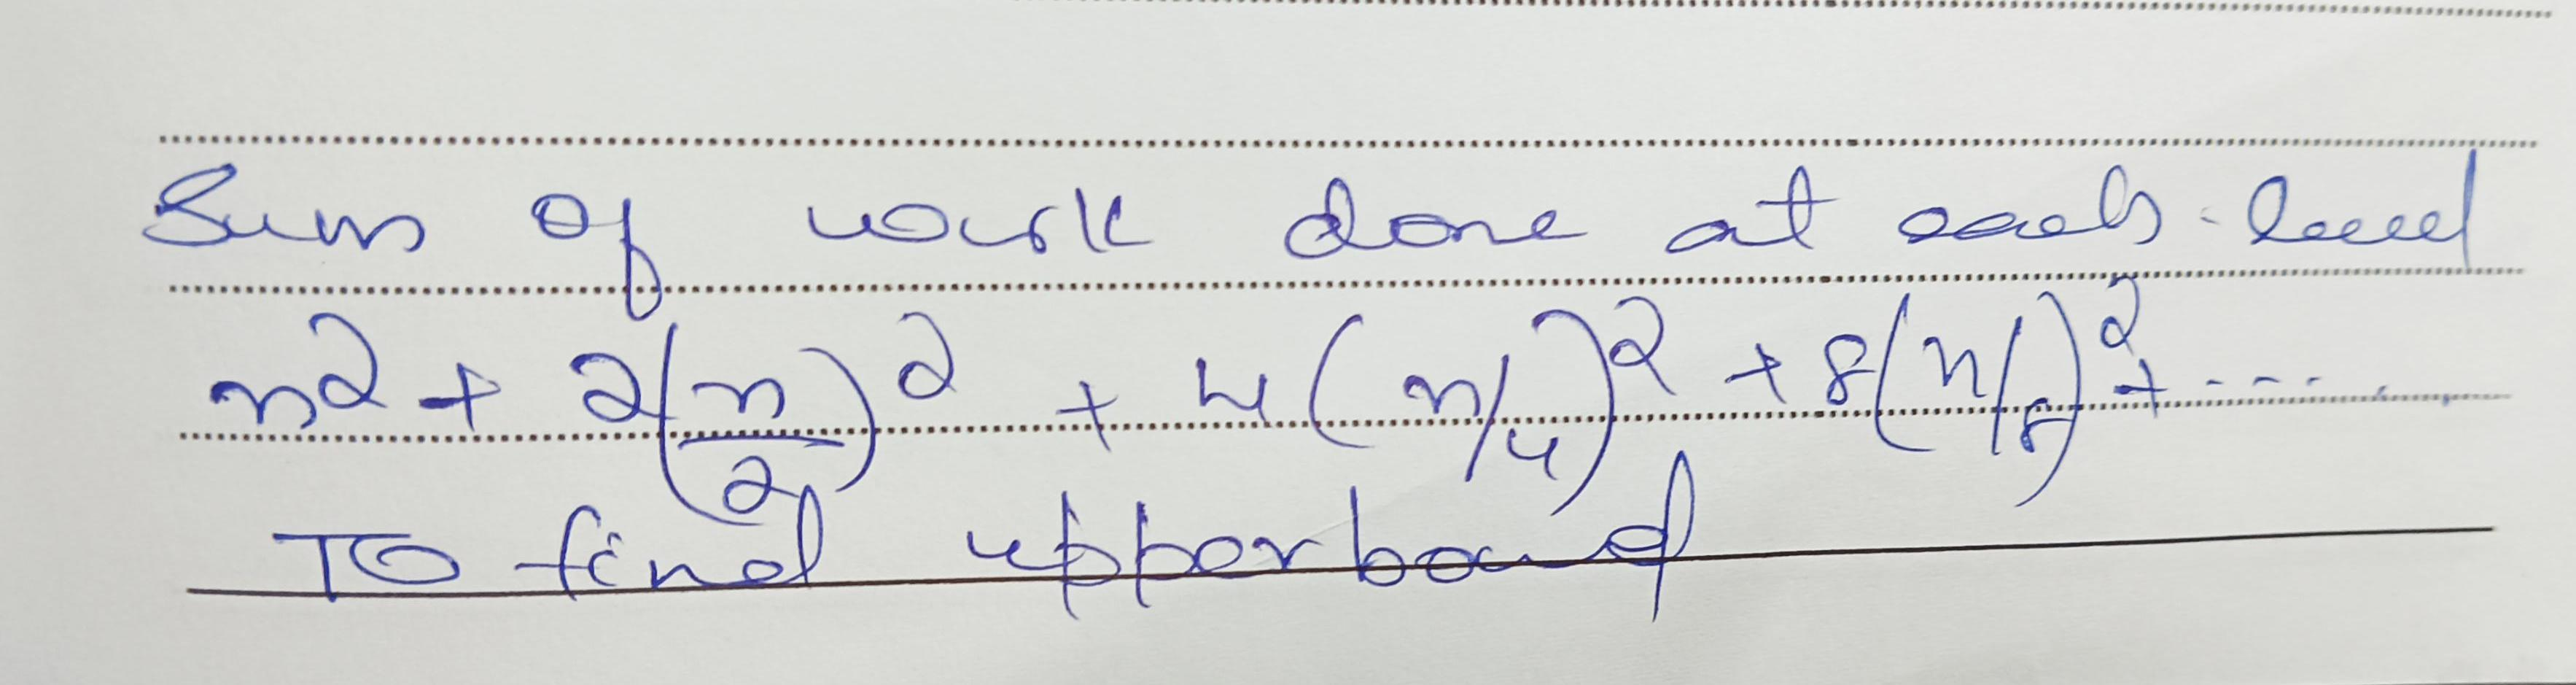 Sum of work done at each level
n² + 2(n/2)² + 4(n/4)² + 8(n/8)² + ........
To find upperbound